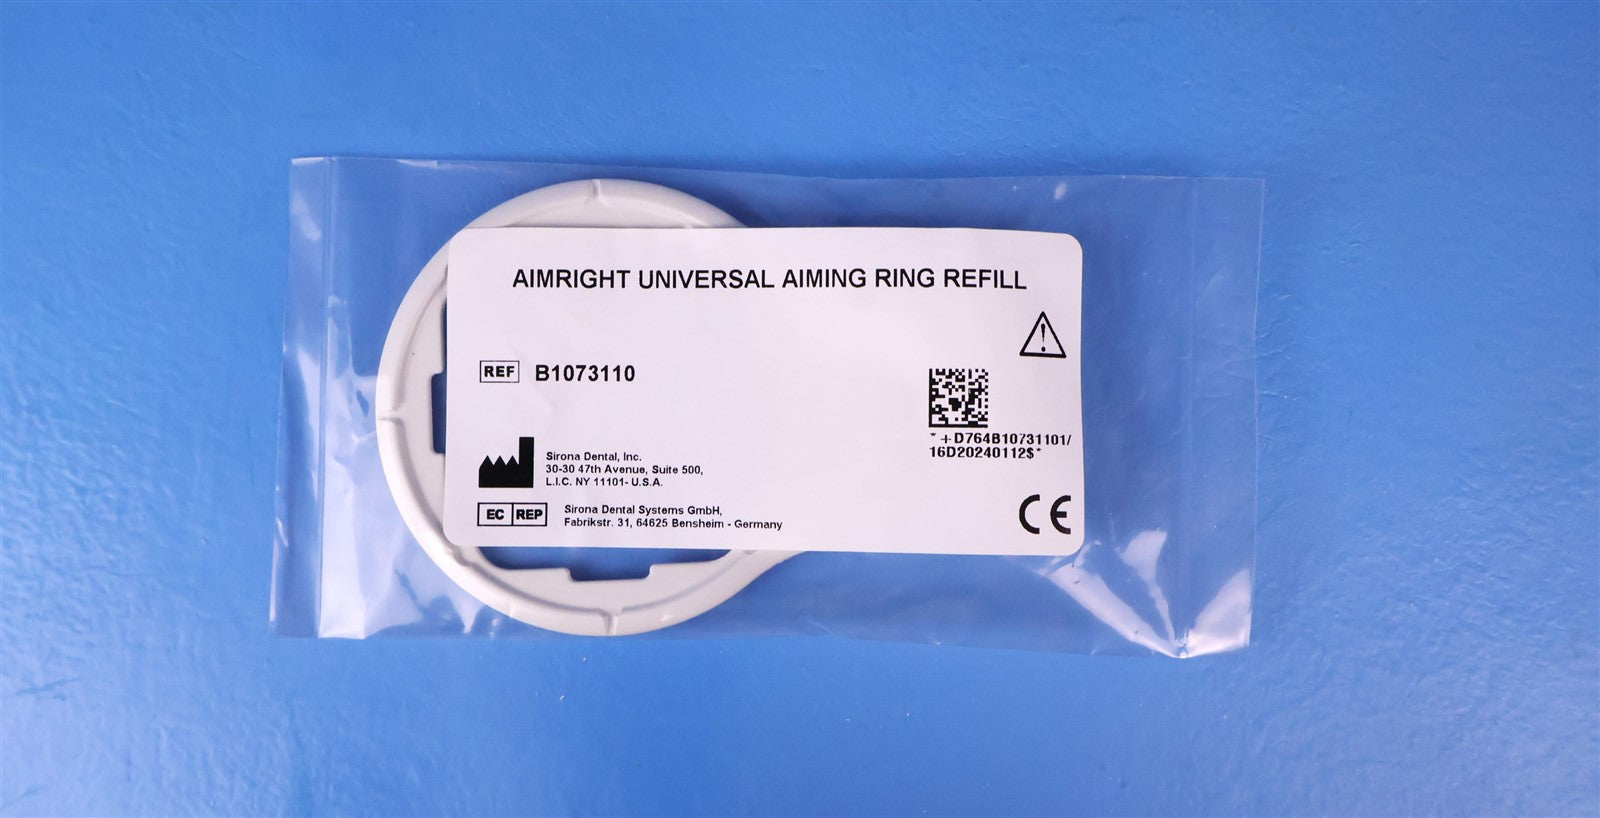 AIMRIGHT UNIVERSAL AIMING RING REFILL
REF B1073110
*+D764B10731101/
16D20240112$*
Sirona Dental, Inc.
30-30 47th Avenue, Suite 500,
L.I.C. NY 11101- U.S.A.
EC REP
Sirona Dental Systems GmbH,
Fabrikstr. 31, 64625 Bensheim - Germany
CE